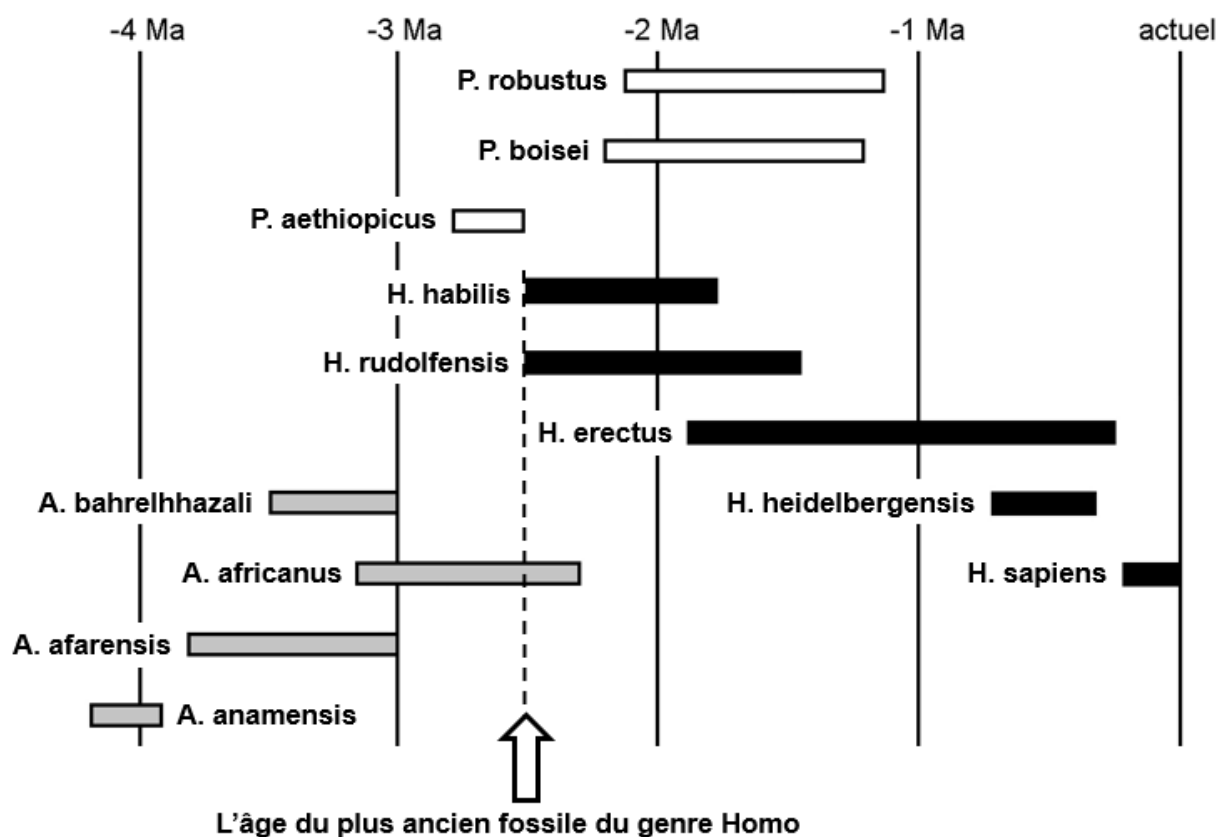 -4 Ma -3 Ma -2 Ma -1 Ma actuel
P. robustus
P. boisei
P. aethiopicus
H. habilis
H. rudolfensis
H. erectus
A. bahrelhhazali H. heidelbergensis
A. africanus H. sapiens
A. afarensis
A. anamensis
L'âge du plus ancien fossile du genre Homo